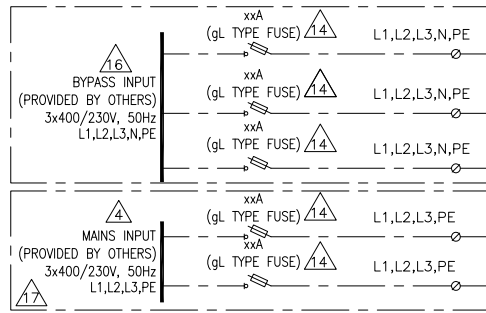 xxA
(gL TYPE FUSE) 14 L1,L2,L3,N,PE
16
BYPASS INPUT
(PROVIDED BY OTHERS)
3x400/230V, 50Hz
L1,L2,L3,N,PE
xxA
(gL TYPE FUSE) 14 L1,L2,L3,N,PE
xxA
(gL TYPE FUSE) 14 L1,L2,L3,N,PE
4
MAINS INPUT
(PROVIDED BY OTHERS)
3x400/230V, 50Hz
L1,L2,L3,PE
17
xxA
(gL TYPE FUSE) 14 L1,L2,L3,PE
xxA
(gL TYPE FUSE) 14 L1,L2,L3,PE